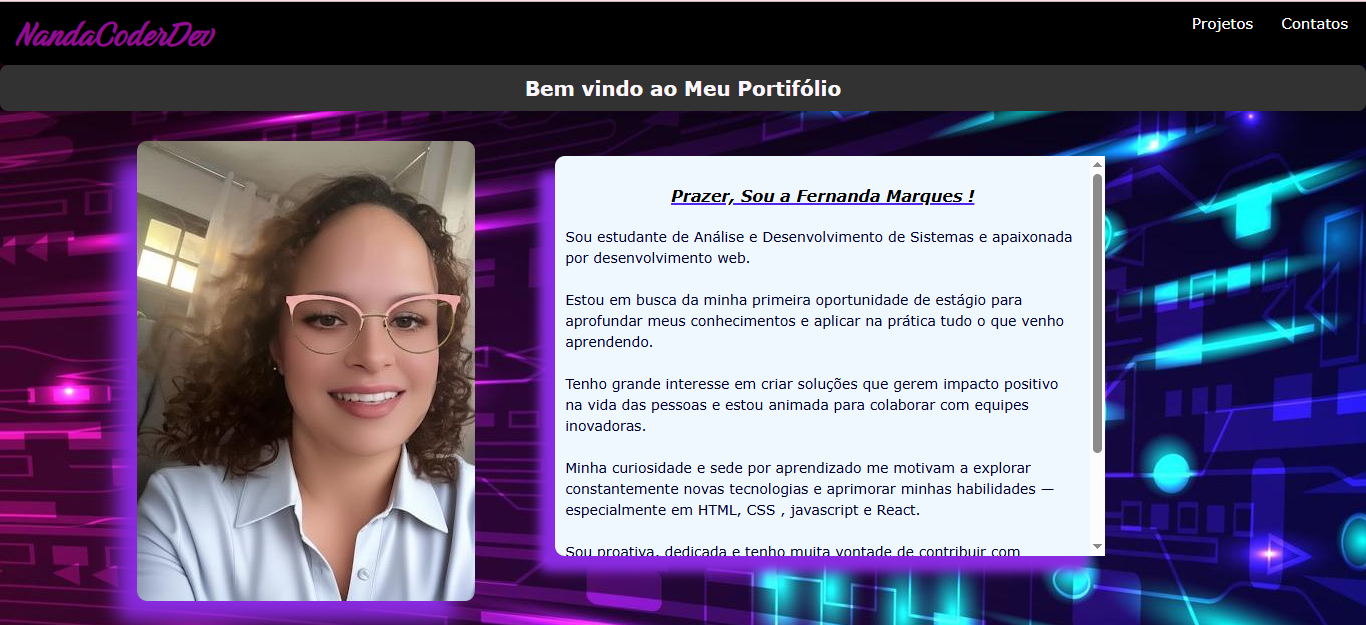 NandaCoderDev
Projetos
Contatos
Bem vindo ao Meu Portifólio
Prazer, Sou a Fernanda Marques !
Sou estudante de Análise e Desenvolvimento de Sistemas e apaixonada
por desenvolvimento web.
Estou em busca da minha primeira oportunidade de estágio para
aprofundar meus conhecimentos e aplicar na prática tudo o que venho
aprendendo.
Tenho grande interesse em criar soluções que gerem impacto positivo
na vida das pessoas e estou animada para colaborar com equipes
inovadoras.
Minha curiosidade e sede por aprendizado me motivam a explorar
constantemente novas tecnologias e aprimorar minhas habilidades —
especialmente em HTML, CSS , javascript e React.
Sou proativa, dedicada e tenho muita vontade de contribuir com